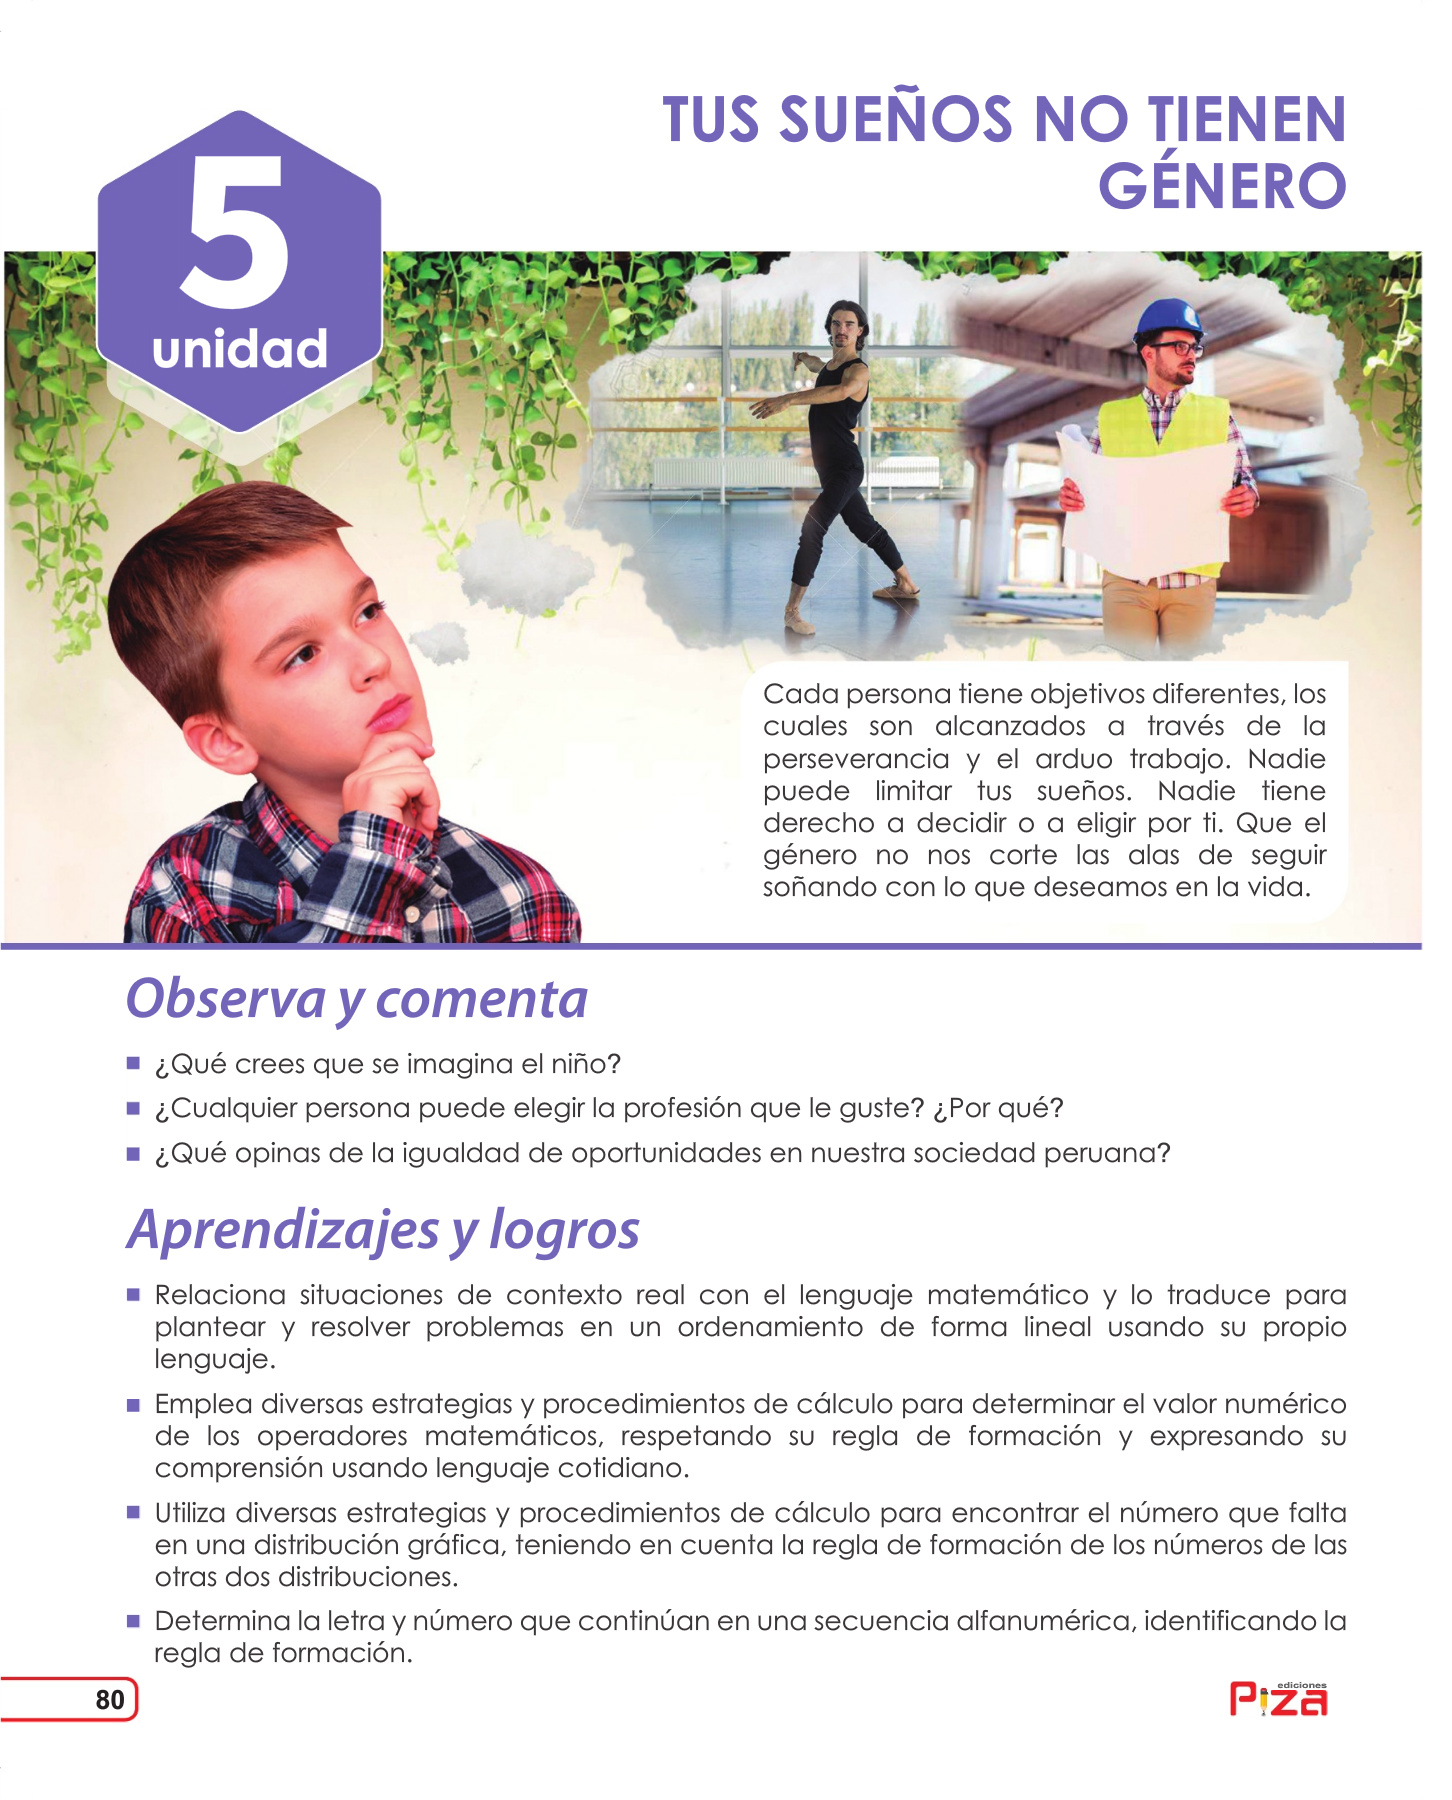 TUS SUEÑOS NO TIENEN
GÉNERO
5
unidad
Cada persona tiene objetivos diferentes, los
cuales son alcanzados a través de la
perseverancia y el arduo trabajo. Nadie
puede limitar tus sueños. Nadie tiene
derecho a decidir o a eligir por ti. Que el
género no nos corte las alas de seguir
soñando con lo que deseamos en la vida.
Observa y comenta
■ ¿Qué crees que se imagina el niño?
■ ¿Cualquier persona puede elegir la profesión que le guste? ¿Por qué?
■ ¿Qué opinas de la igualdad de oportunidades en nuestra sociedad peruana?
Aprendizajes y logros
■ Relaciona situaciones de contexto real con el lenguaje matemático y lo traduce para
plantear y resolver problemas en un ordenamiento de forma lineal usando su propio
lenguaje.
■ Emplea diversas estrategias y procedimientos de cálculo para determinar el valor numérico
de los operadores matemáticos, respetando su regla de formación y expresando su
comprensión usando lenguaje cotidiano.
■ Utiliza diversas estrategias y procedimientos de cálculo para encontrar el número que falta
en una distribución gráfica, teniendo en cuenta la regla de formación de los números de las
otras dos distribuciones.
■ Determina la letra y número que continúan en una secuencia alfanumérica, identificando la
regla de formación.
80
ediciones
Piza